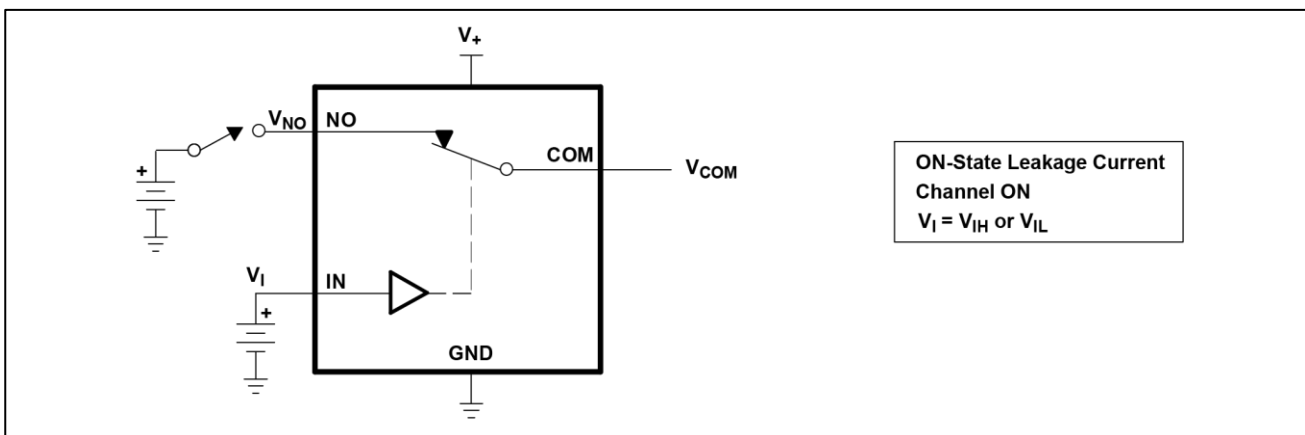 V+
VNO NO
COM
VCOM
+
VI IN
+
GND
ON-State Leakage Current
Channel ON
VI = VIH or VIL